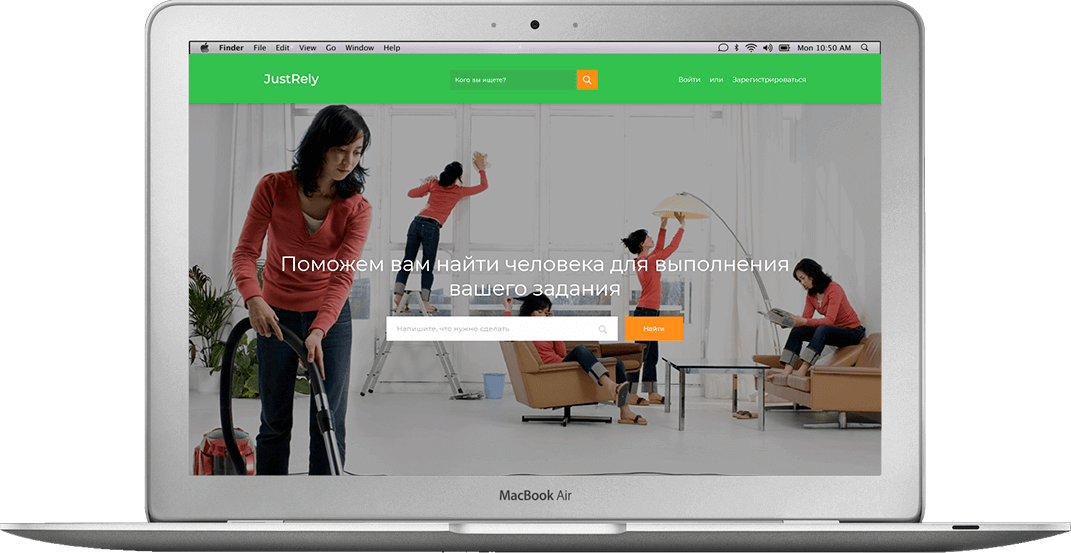 Finder File Edit View Go Window Help Mon 10:50 AM
JustRely Кого вы ищете? Войти или Зарегистрироваться
Поможем вам найти человека для выполнения
вашего задания
Напишите, что нужно сделать Найти
MacBook Air